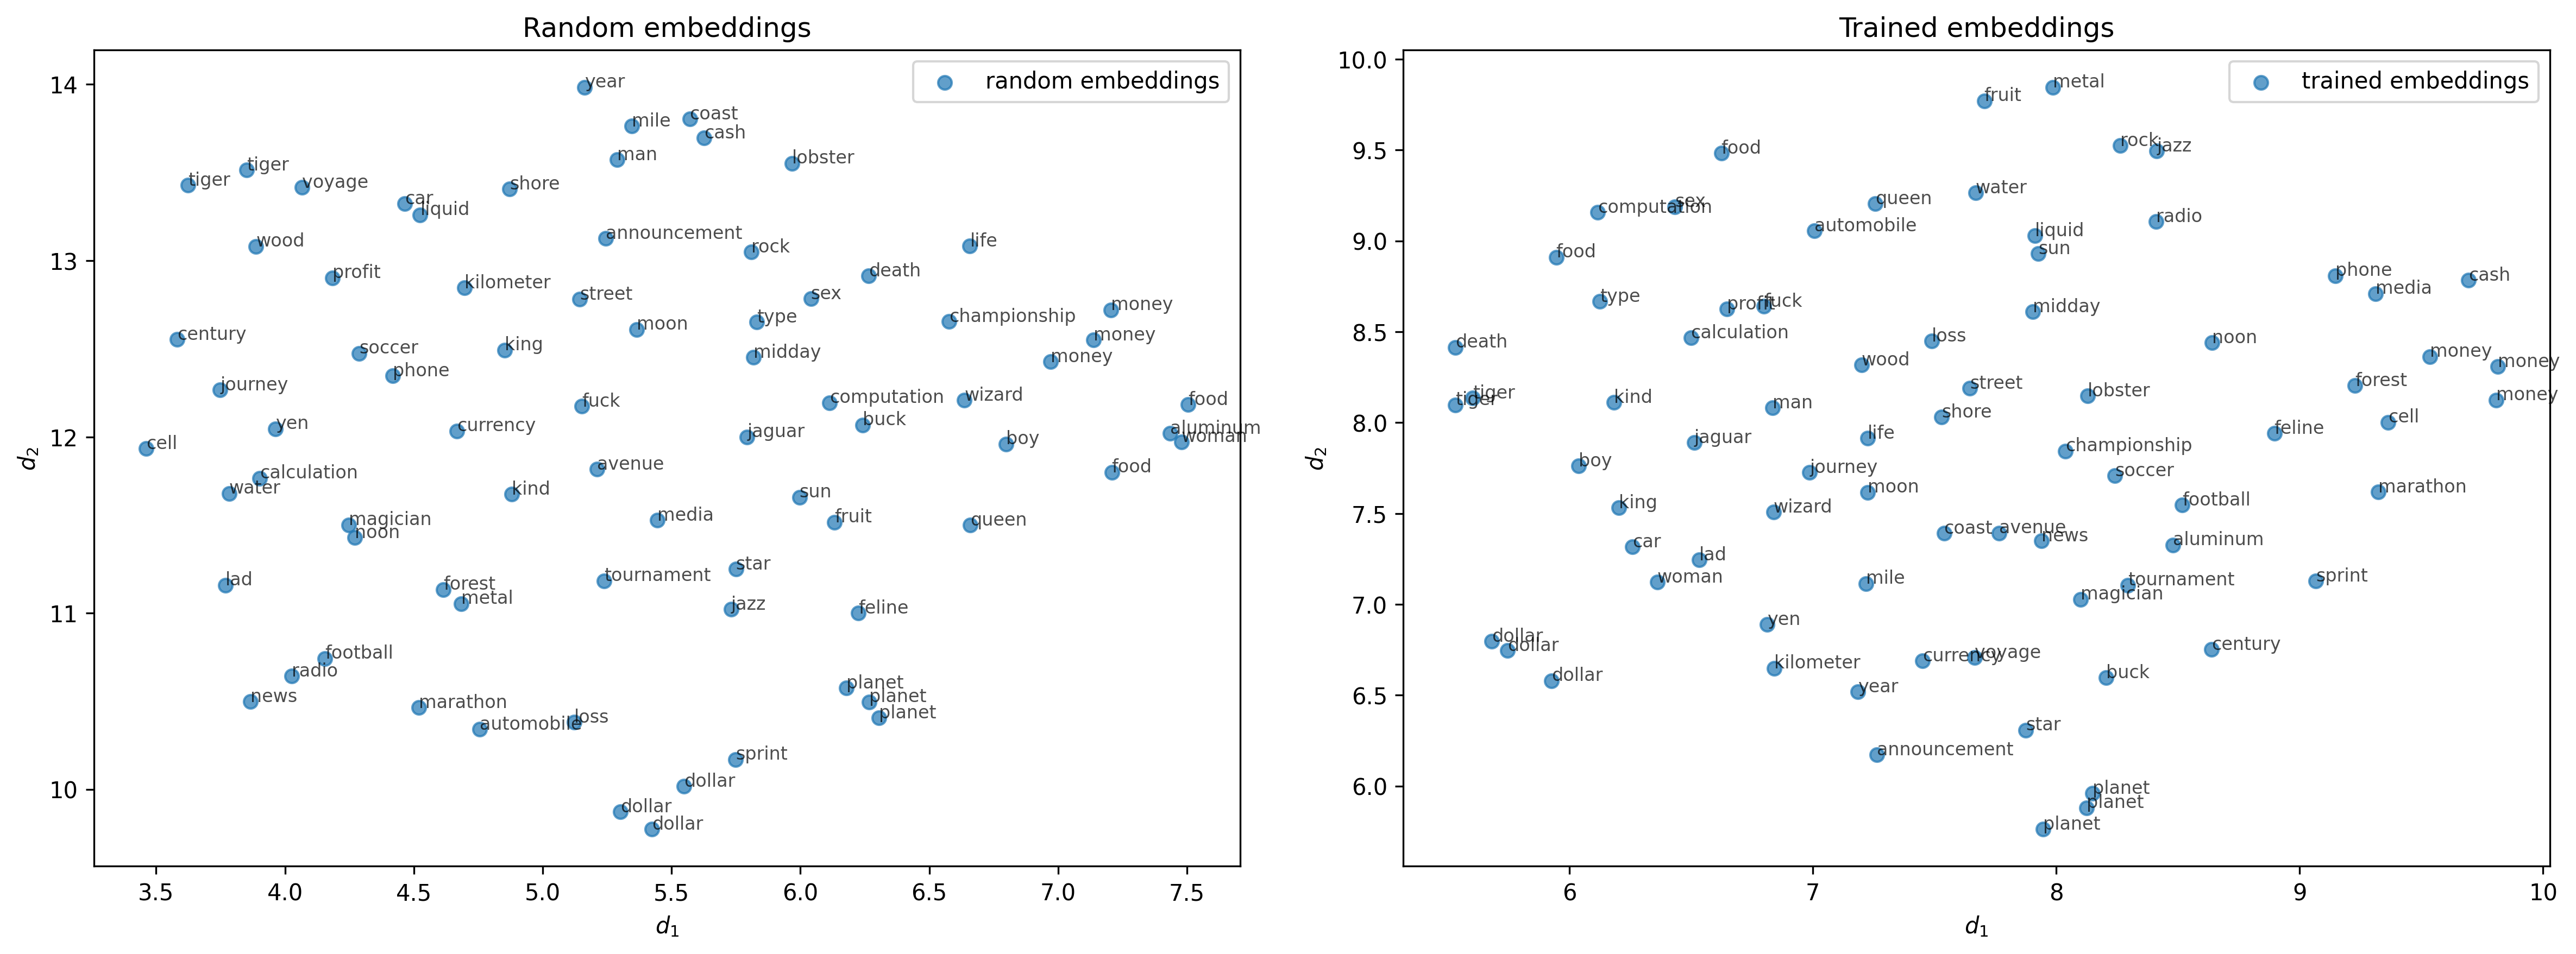 Random embeddings
random embeddings
year
coast
mile
cash
man
lobster
tiger
tiger
voyage
shore
car
liquid
announcement
wood
rock
life
death
profit
kilometer
street
sex
money
type
championship
moon
century
money
soccer
king
midday
money
phone
journey
fuck
computation
wizard
food
yen
currency
buck
aluminum
cell
jaguar
boy
woman
avenue
food
calculation
water
kind
sun
magician
media
fruit
queen
noon
star
lad
tournament
forest
metal
jazz
feline
football
radio
planet
news
planet
marathon
planet
automobile
loss
sprint
dollar
dollar
dollar
14
13
12
11
10
d2
3.5 4.0 4.5 5.0 5.5 6.0 6.5 7.0 7.5
d1
Trained embeddings
trained embeddings
metal
fruit
food
rock
jazz
water
computation
sex
queen
automobile
radio
liquid
sun
food
phone
cash
media
type
profit
fuck
midday
calculation
loss
noon
death
wood
money
money
street
forest
tiger
tiger
kind
man
lobster
money
shore
cell
life
feline
jaguar
championship
boy
journey
soccer
moon
marathon
king
wizard
football
coast
avenue
news
car
aluminum
lad
woman
mile
tournament
sprint
magician
yen
dollar
dollar
century
kilometer
currency
voyage
dollar
year
buck
star
announcement
planet
planet
planet
10.0
9.5
9.0
8.5
8.0
7.5
7.0
6.5
6.0
d2
6 7 8 9 10
d1